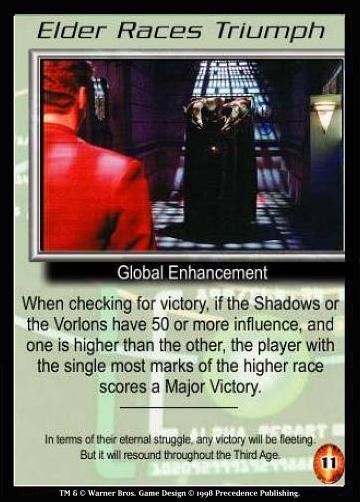 Elder Races Triumph
Global Enhancement
When checking for victory, if the Shadows or
the Vorlons have 50 or more influence, and
one is higher than the other, the player with
the single most marks of the higher race
scores a Major Victory.
In terms of their eternal struggle, any victory will be fleeting.
But it will resound throughout the Third Age.
11
TM & © Warner Bros. Game Design © 1998 Precedence Publishing.